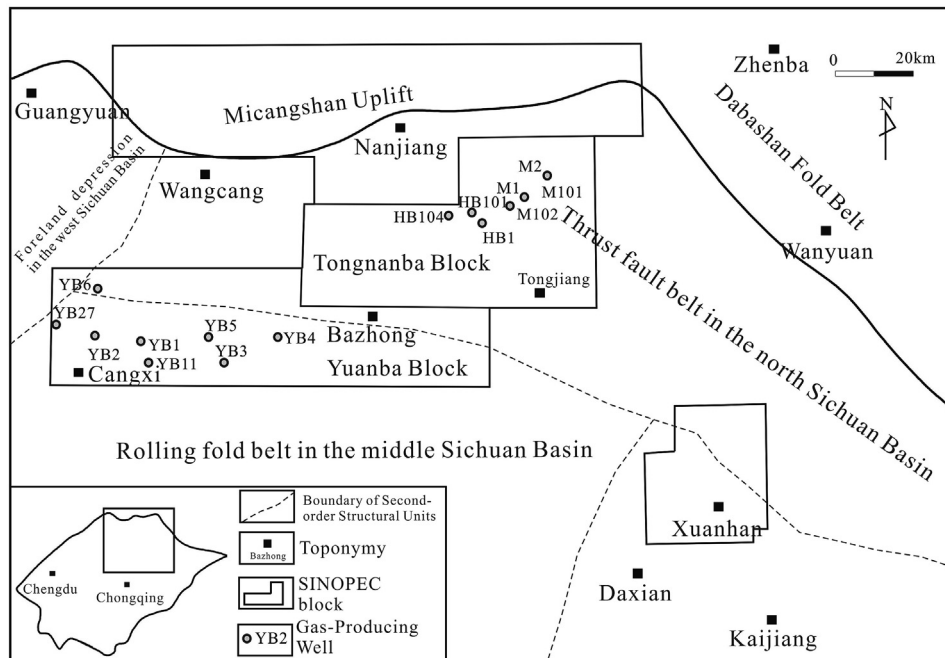 Zhenba
0 20km
Guangyuan
Micangshan Uplift
Dabashan Fold Belt
N
Nanjiang
Foreland depression
in the west Sichuan Basin
Wangcang
M2
M1
M101
HB101
HB104
M102
HB1
Thrust fault belt in the north Sichuan Basin
Wanyuan
Tongnanba Block
Tongjiang
YB6
YB27
YB5
Bazhong
YB1
YB4
YB2
YB11
YB3
Cangxi
Yuanba Block
Rolling fold belt in the middle Sichuan Basin
Xuanhan
Daxian
Kaijiang
Chengdu
Chongqing
Boundary of Second-
order Structural Units
Bazhong
Toponymy
SINOPEC
block
YB2
Gas-Producing
Well